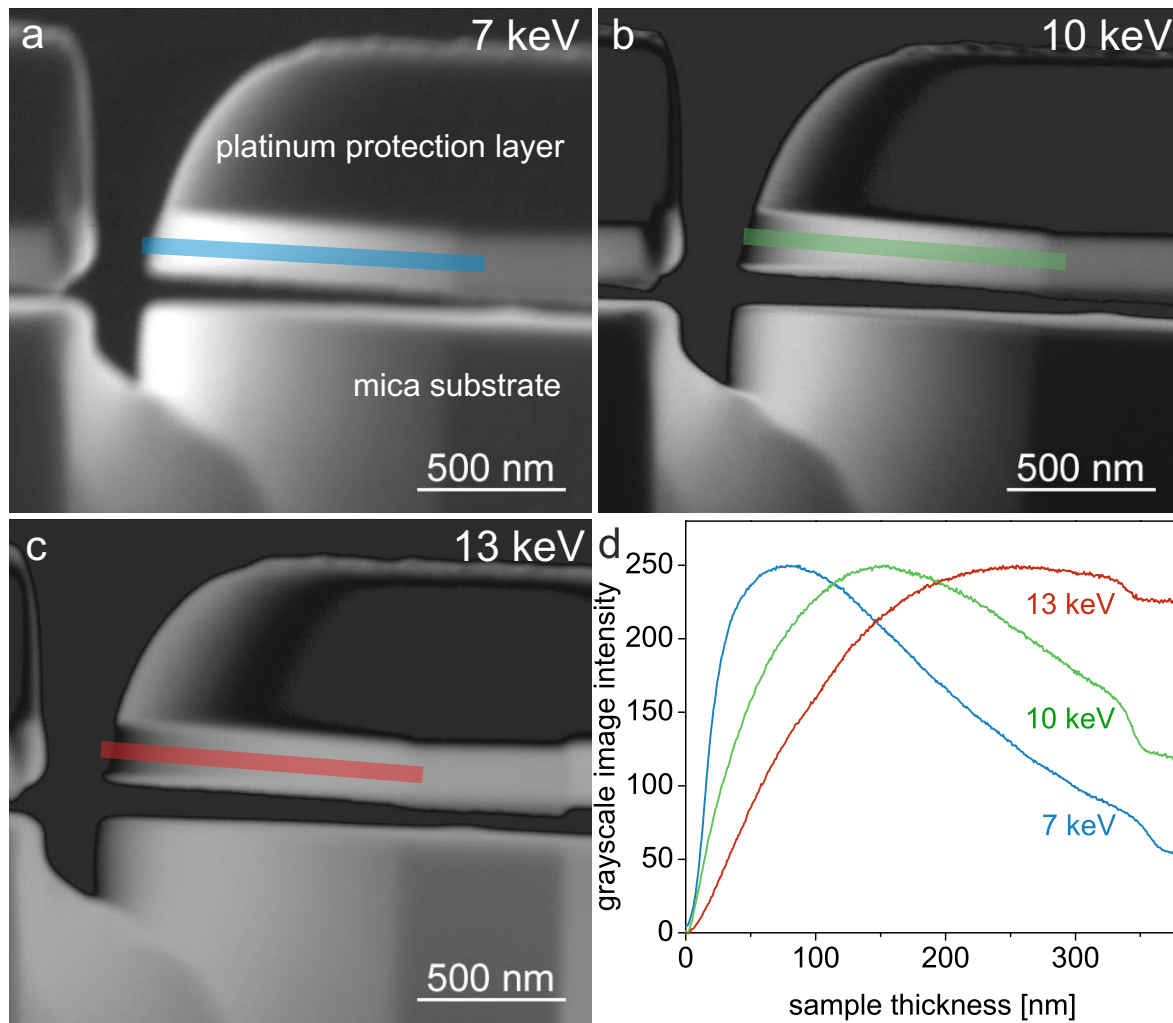 a
7 keV
platinum protection layer
mica substrate
500 nm
b
10 keV
500 nm
c
13 keV
500 nm
d
grayscale image intensity
250
200
150
100
50
0
13 keV
10 keV
7 keV
0
100
200
300
sample thickness [nm]